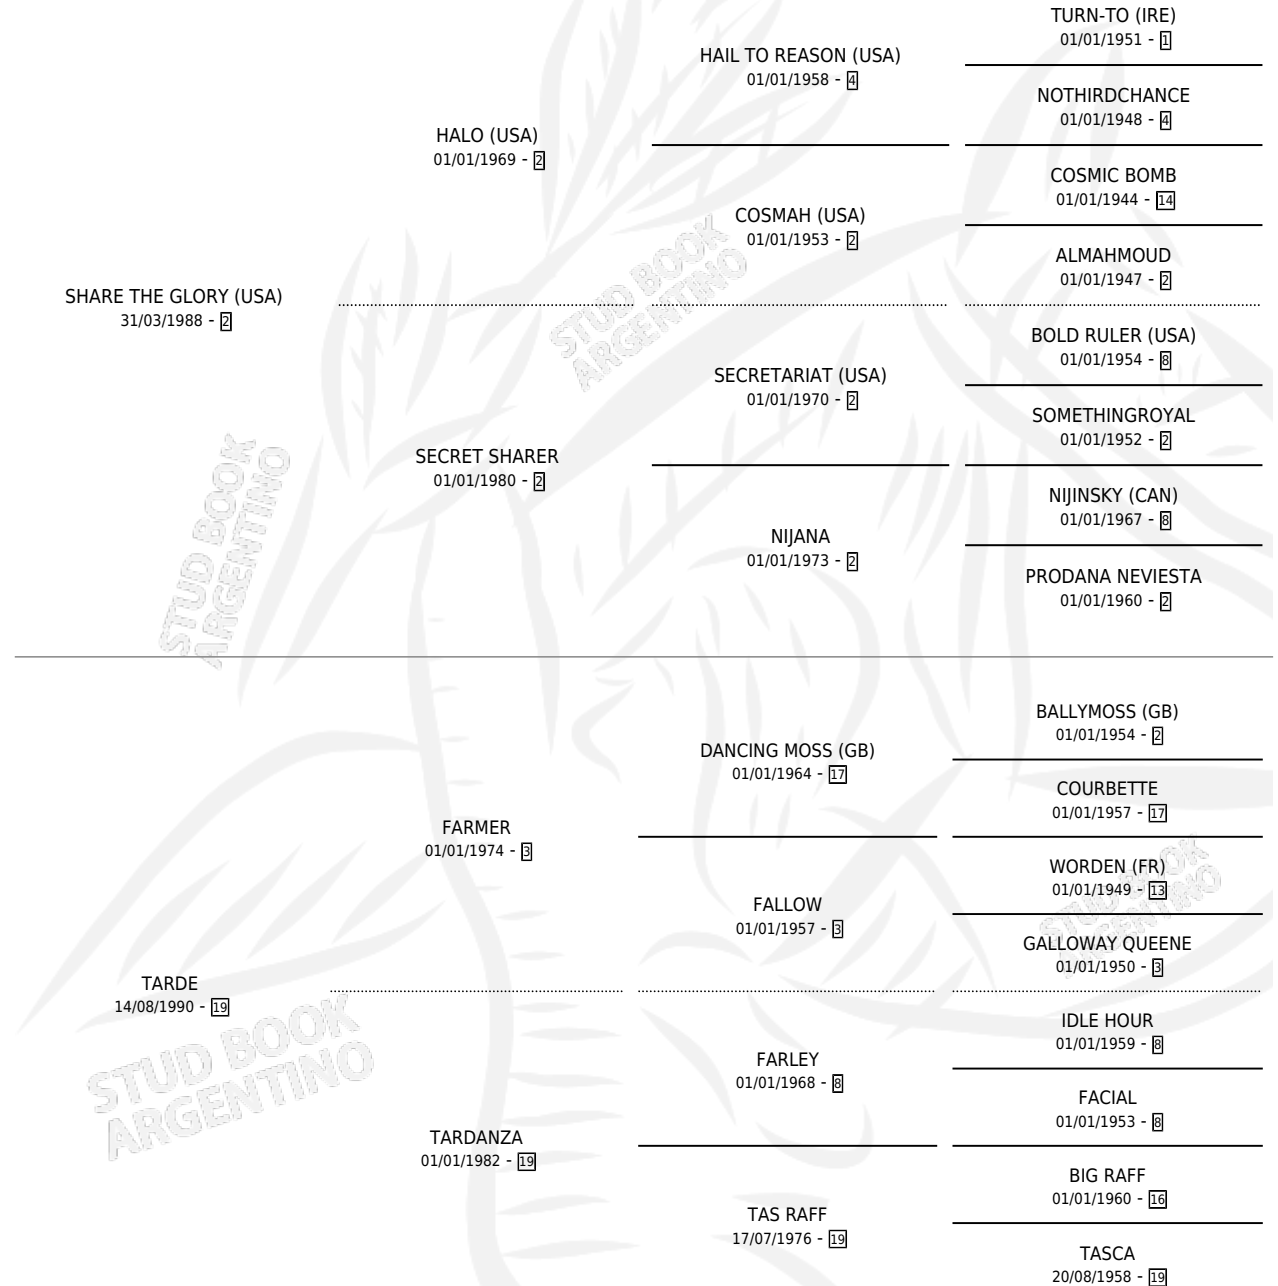 TURN-TO (IRE)
01/01/1951 - 1
HAIL TO REASON (USA)
01/01/1958 - 4
NOTHIRDCHANCE
01/01/1948 - 4
HALO (USA)
01/01/1969 - 2
COSMIC BOMB
01/01/1944 - 14
COSMAH (USA)
01/01/1953 - 2
ALMAHMOUD
01/01/1947 - 2
SHARE THE GLORY (USA)
31/03/1988 - 2
STUD BOOK
ARGENTINO
BOLD RULER (USA)
01/01/1954 - 8
SECRETARIAT (USA)
01/01/1970 - 2
SOMETHINGROYAL
01/01/1952 - 2
SECRET SHARER
01/01/1980 - 2
NIJINSKY (CAN)
01/01/1967 - 8
NIJANA
01/01/1973 - 2
PRODANA NEVIESTA
01/01/1960 - 2
STUD BOOK
ARGENTINO
BALLYMOSS (GB)
01/01/1954 - 2
DANCING MOSS (GB)
01/01/1964 - 17
COURBETTE
01/01/1957 - 17
FARMER
01/01/1974 - 3
WORDEN (FR)
01/01/1949 - 13
FALLOW
01/01/1957 - 3
STUD BOOK
ARGENTINO
GALLOWAY QUEENE
01/01/1950 - 3
TARDE
14/08/1990 - 19
IDLE HOUR
01/01/1959 - 8
FARLEY
01/01/1968 - 8
STUD BOOK
ARGENTINO
FACIAL
01/01/1953 - 8
TARDANZA
01/01/1982 - 19
BIG RAFF
01/01/1960 - 16
TAS RAFF
17/07/1976 - 19
TASCA
20/08/1958 - 19